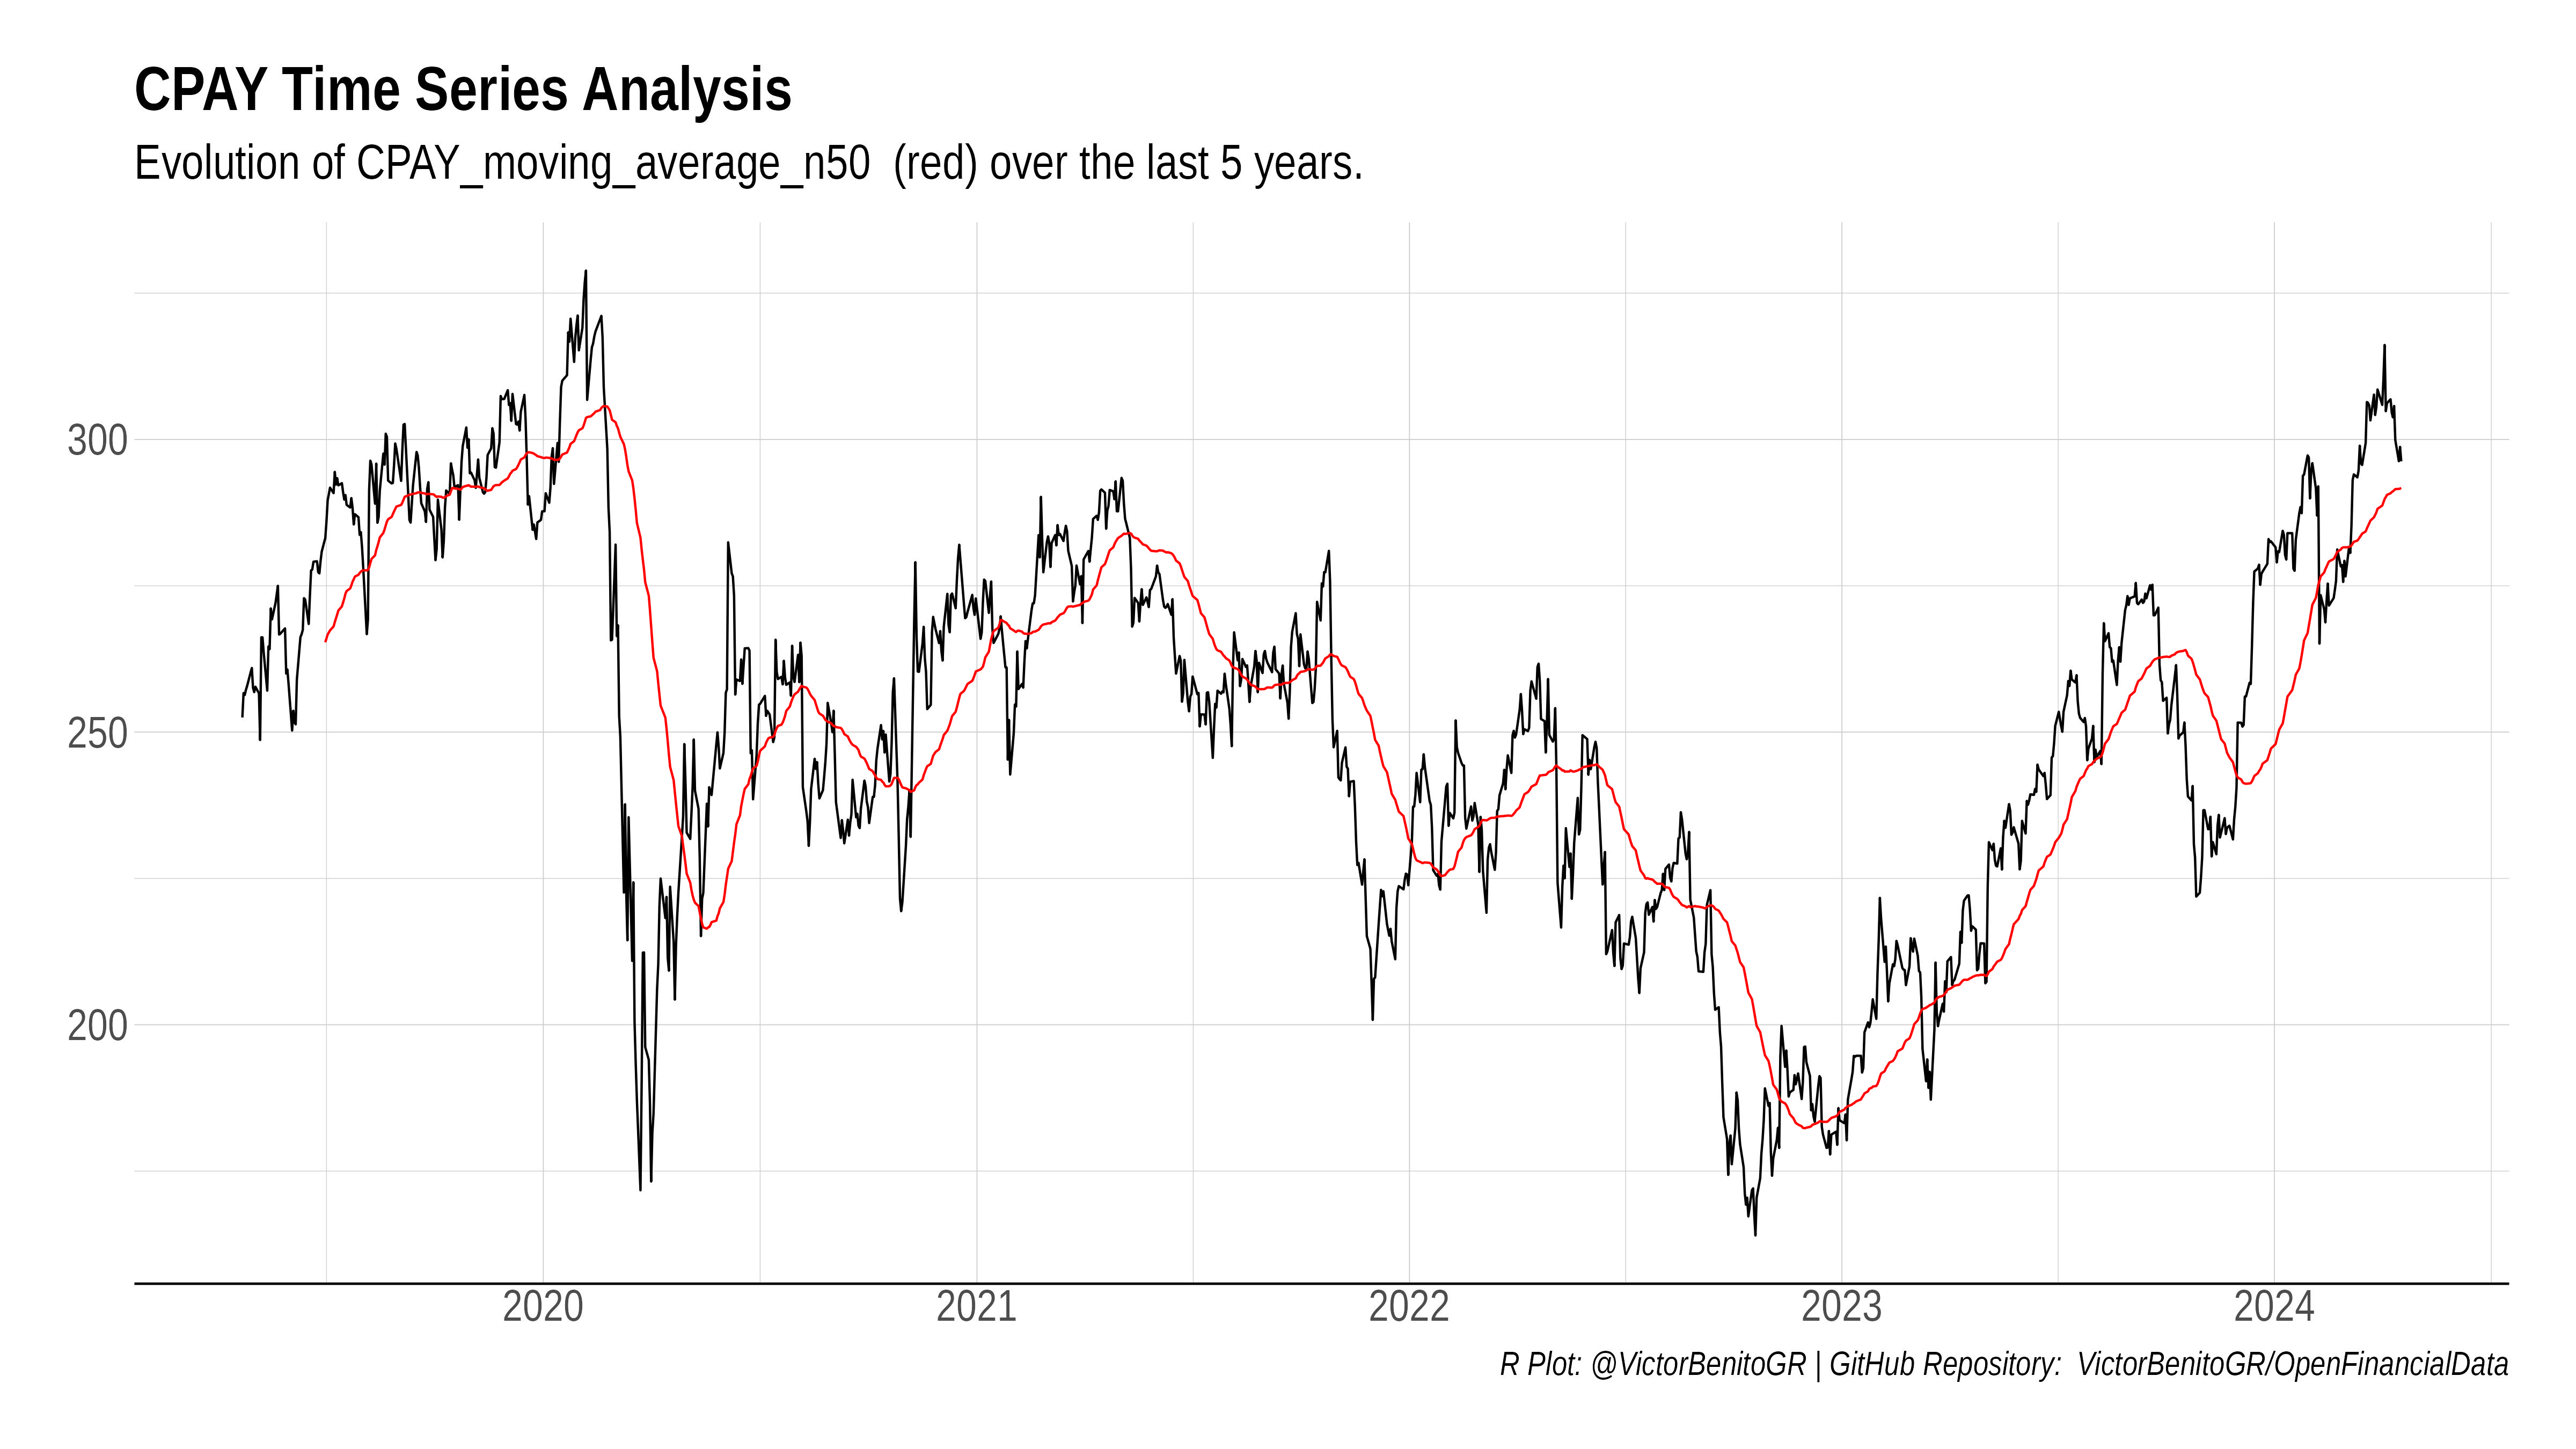 CPAY Time Series Analysis
Evolution of CPAY_moving_average_n50  (red) over the last 5 years.
300
250
200
2020 2021 2022 2023 2024
R Plot: @VictorBenitoGR | GitHub Repository:  VictorBenitoGR/OpenFinancialData